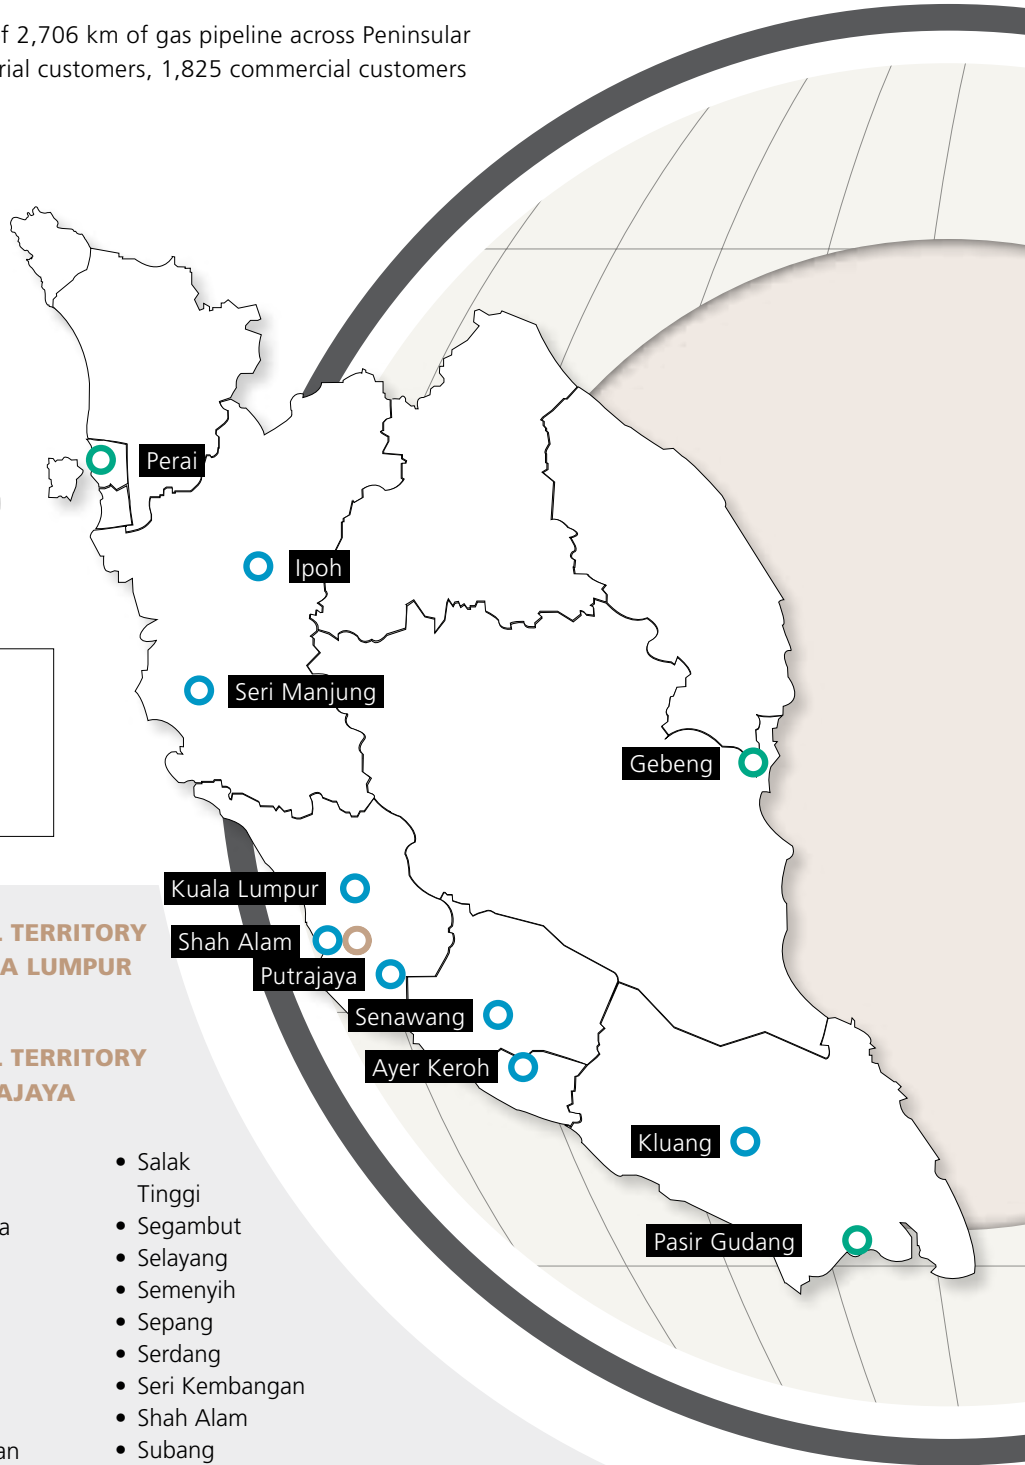 f 2,706 km of gas pipeline across Peninsular
rial customers, 1,825 commercial customers
Perai
Ipoh
Seri Manjung
Gebeng
Kuala Lumpur
Shah Alam
Putrajaya
Senawang
Ayer Keroh
Kluang
Pasir Gudang
L TERRITORY
A LUMPUR
L TERRITORY
AJAYA
a
an
• Salak
Tinggi
• Segambut
• Selayang
• Semenyih
• Sepang
• Serdang
• Seri Kembangan
• Shah Alam
• Subang